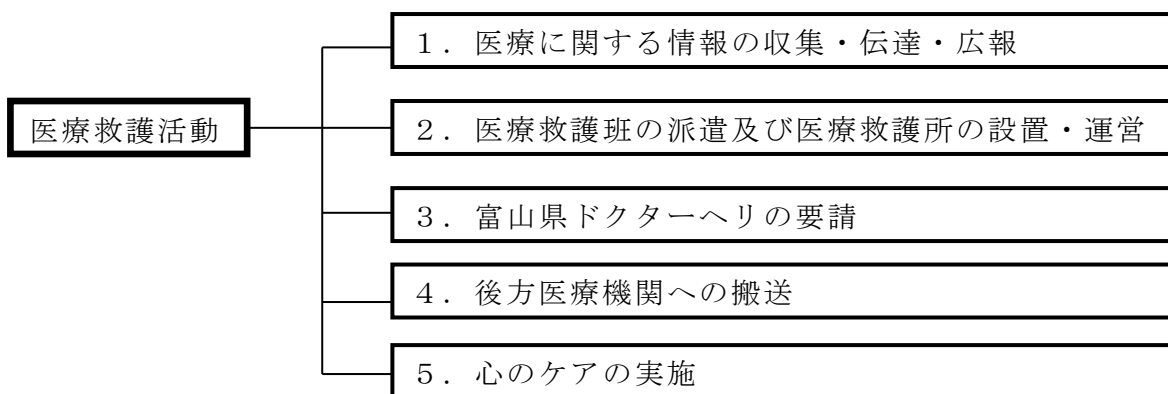 医療救護活動
１．医療に関する情報の収集・伝達・広報
２．医療救護班の派遣及び医療救護所の設置・運営
３．富山県ドクターヘリの要請
４．後方医療機関への搬送
５．心のケアの実施